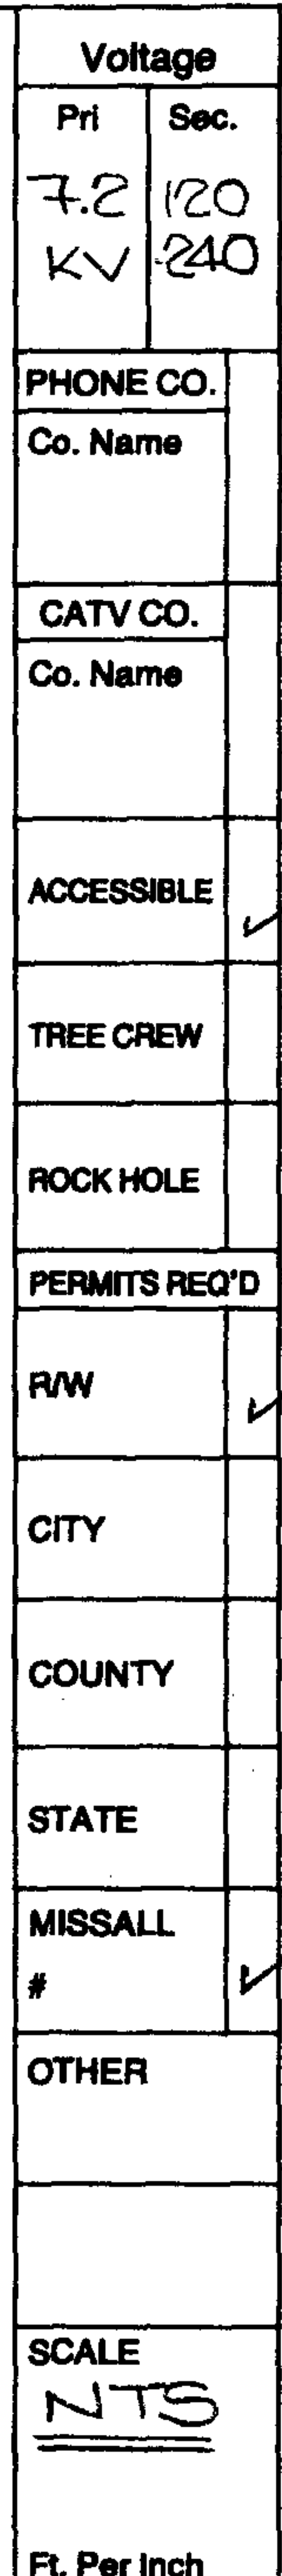 Voltage
Pri Sec.
7.2 120
KV 240
PHONE CO.
Co. Name
CATV CO.
Co. Name
ACCESSIBLE ✓
TREE CREW
ROCK HOLE
PERMITS REQ'D
R/W ✓
CITY
COUNTY
STATE
MISSALL
# ✓
OTHER
SCALE
NTS
Ft. Per Inch